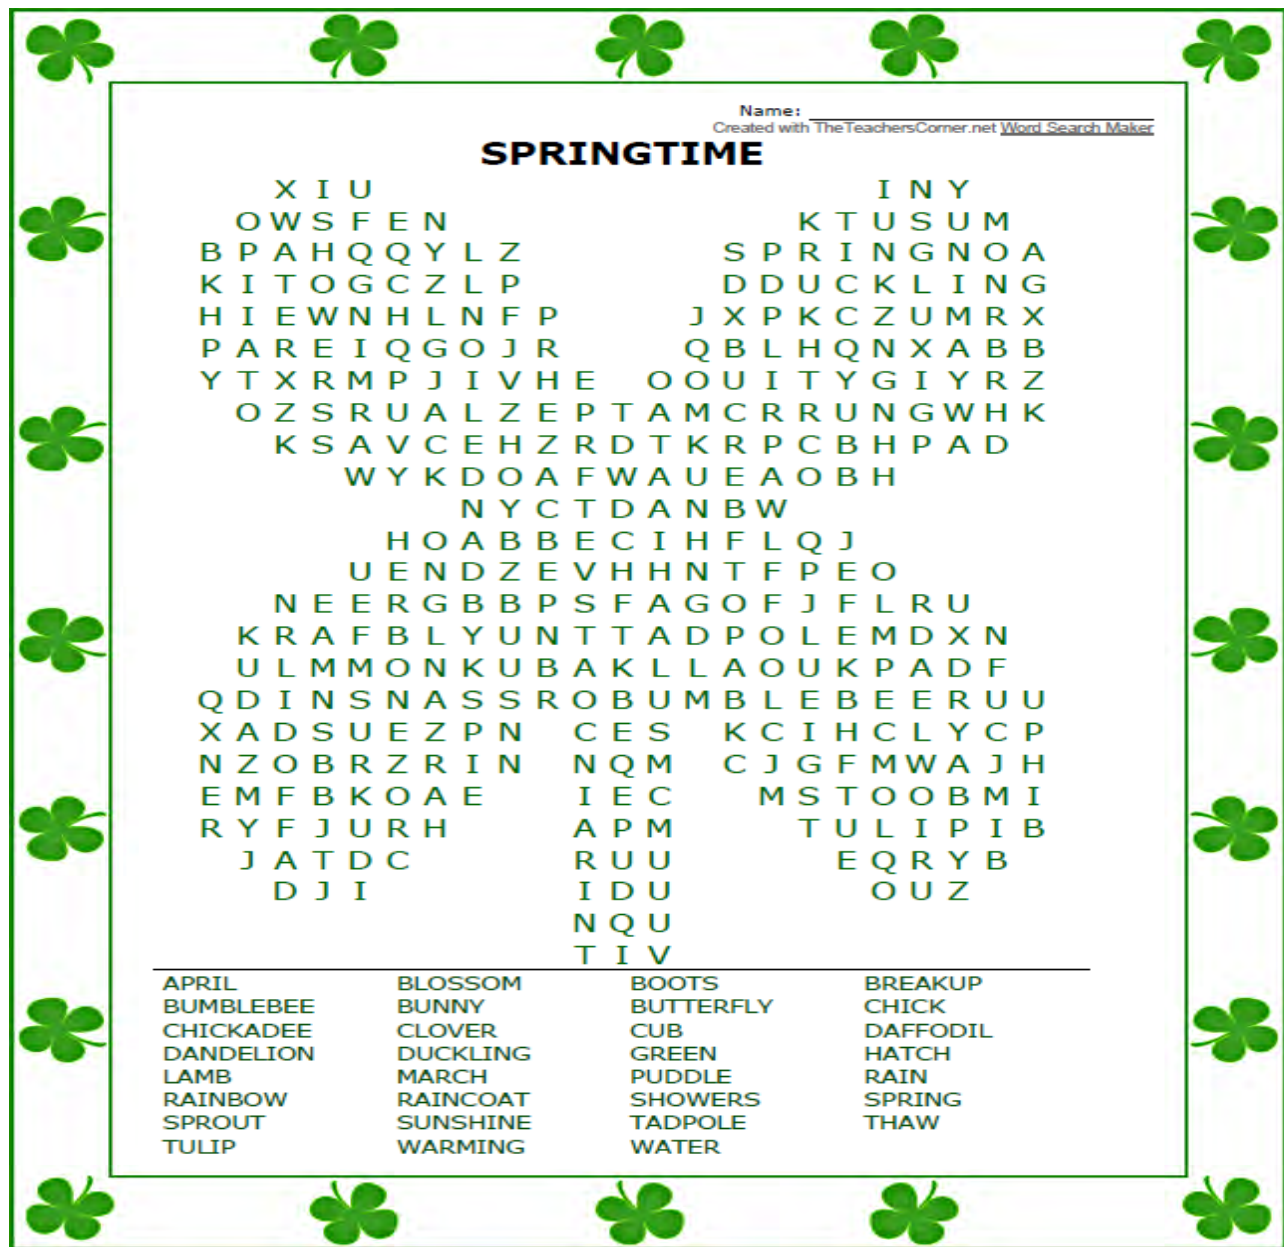 Name:
Created with TheTeachersCorner.net Word Search Maker
SPRINGTIME
X I U I N Y
O W S F E N K T U S U M
B P A H Q Q Y L Z S P R I N G N O A
K I T O G C Z L P D D U C K L I N G
H I E W N H L N F P J X P K C Z U M R X
P A R E I Q G O J R Q B L H Q N X A B B
Y T X R M P J I V H E O O U I T Y G I Y R Z
O Z S R U A L Z E P T A M C R R U N G W H K
K S A V C E H Z R D T K R P C B H P A D
W Y K D O A F W A U E A O B H
N Y C T D A N B W
H O A B B E C I H F L Q J
U E N D Z E V H H N T F P E O
N E E R G B B P S F A G O F J F L R U
K R A F B L Y U N T T A D P O L E M D X N
U L M M O N K U B A K L L A O U K P A D F
Q D I N S N A S S R O B U M B L E B E E R U U
X A D S U E Z P N C E S K C I H C L Y C P
N Z O B R Z R I N N Q M C J G F M W A J H
E M F B K O A E I E C M S T O O B M I
R Y F J U R H A P M T U L I P I B
J A T D C R U U E Q R Y B
D J I I D U O U Z
N Q U
T I V
APRIL BLOSSOM BOOTS BREAKUP
BUMBLEBEE BUNNY BUTTERFLY CHICK
CHICKADEE CLOVER CUB DAFFODIL
DANDELION DUCKLING GREEN HATCH
LAMB MARCH PUDDLE RAIN
RAINBOW RAINCOAT SHOWERS SPRING
SPROUT SUNSHINE TADPOLE THAW
TULIP WARMING WATER